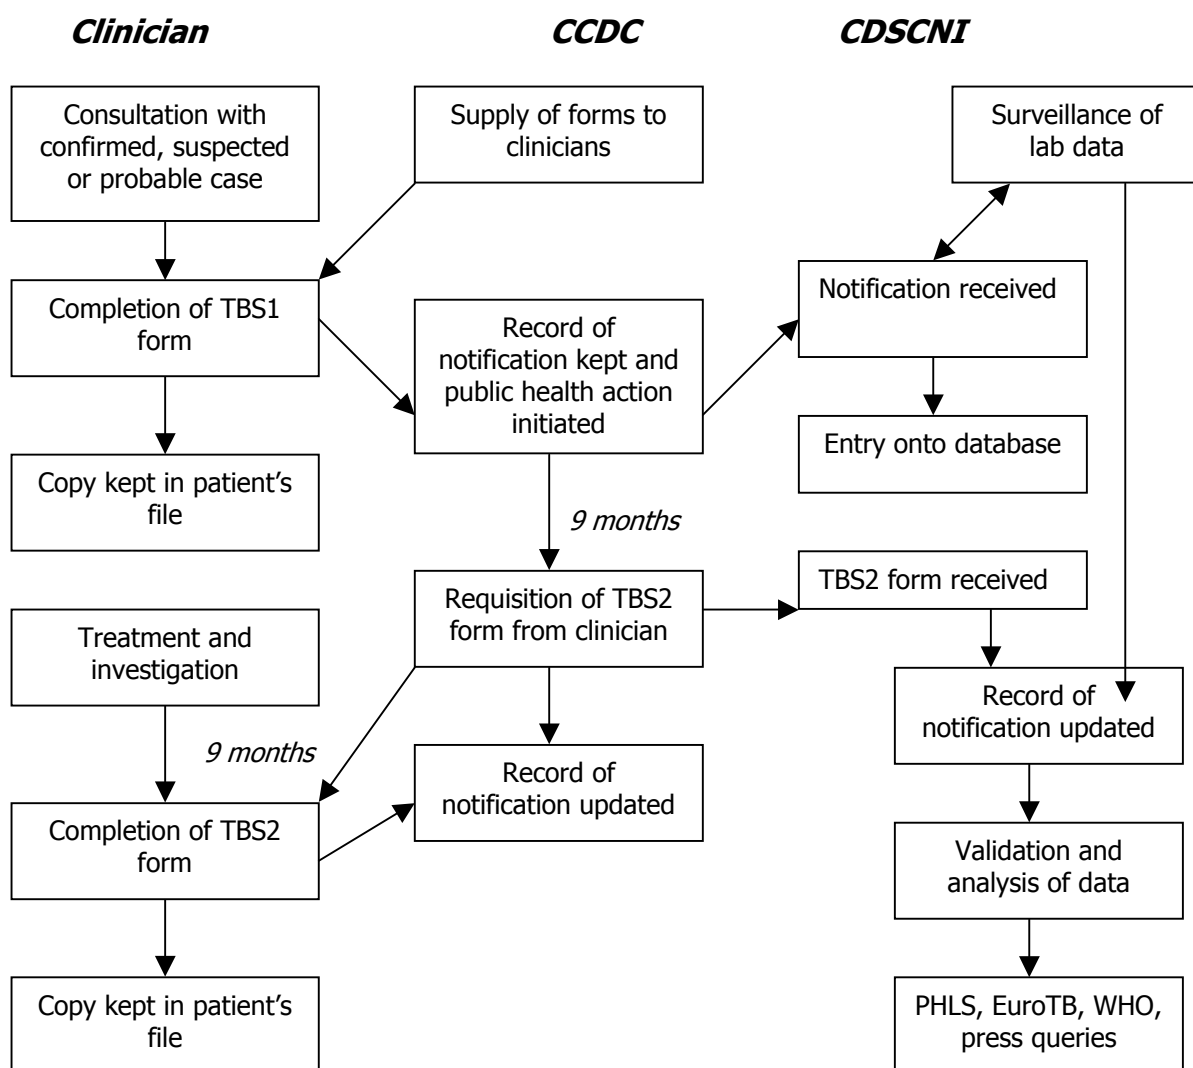 Clinician
CCDC
CDSCNI
Consultation with
confirmed, suspected
or probable case
Supply of forms to
clinicians
Surveillance of
lab data
Completion of TBS1
form
Record of
notification kept and
public health action
initiated
Notification received
Entry onto database
Copy kept in patient’s
file
9 months
Requisition of TBS2
form from clinician
TBS2 form received
Treatment and
investigation
Record of
notification updated
9 months
Record of
notification updated
Completion of TBS2
form
Validation and
analysis of data
Copy kept in patient’s
file
PHLS, EuroTB, WHO,
press queries